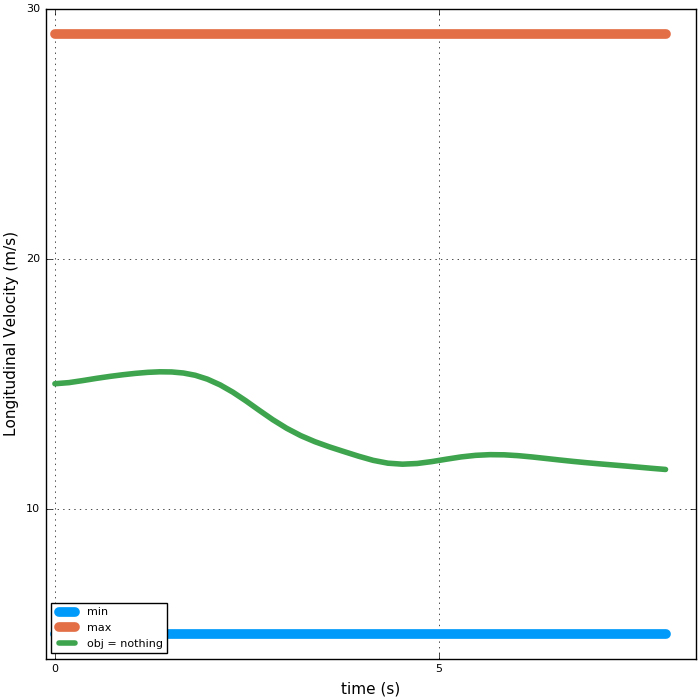 30
20
10
Longitudinal Velocity (m/s)
min
max
obj = nothing
0
5
time (s)